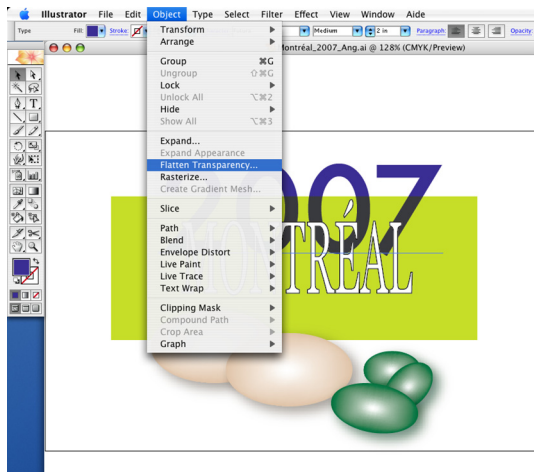 Illustrator File Edit Object Type Select Filter Effect View Window Aide
Type Fill: Stroke: Medium 2 in Paragraph: Opacity:
Montréal_2007_Ang.ai @ 128% (CMYK/Preview)
Transform
Arrange
Group ⌘G
Ungroup ⇧⌘G
Lock
Unlock All ⌥⌘2
Hide
Show All ⌥⌘3
Expand...
Expand Appearance
Flatten Transparency...
Rasterize...
Create Gradient Mesh...
Slice
Path
Blend
Envelope Distort
Live Paint
Live Trace
Text Wrap
Clipping Mask
Compound Path
Crop Area
Graph
2007
MONTRÉAL